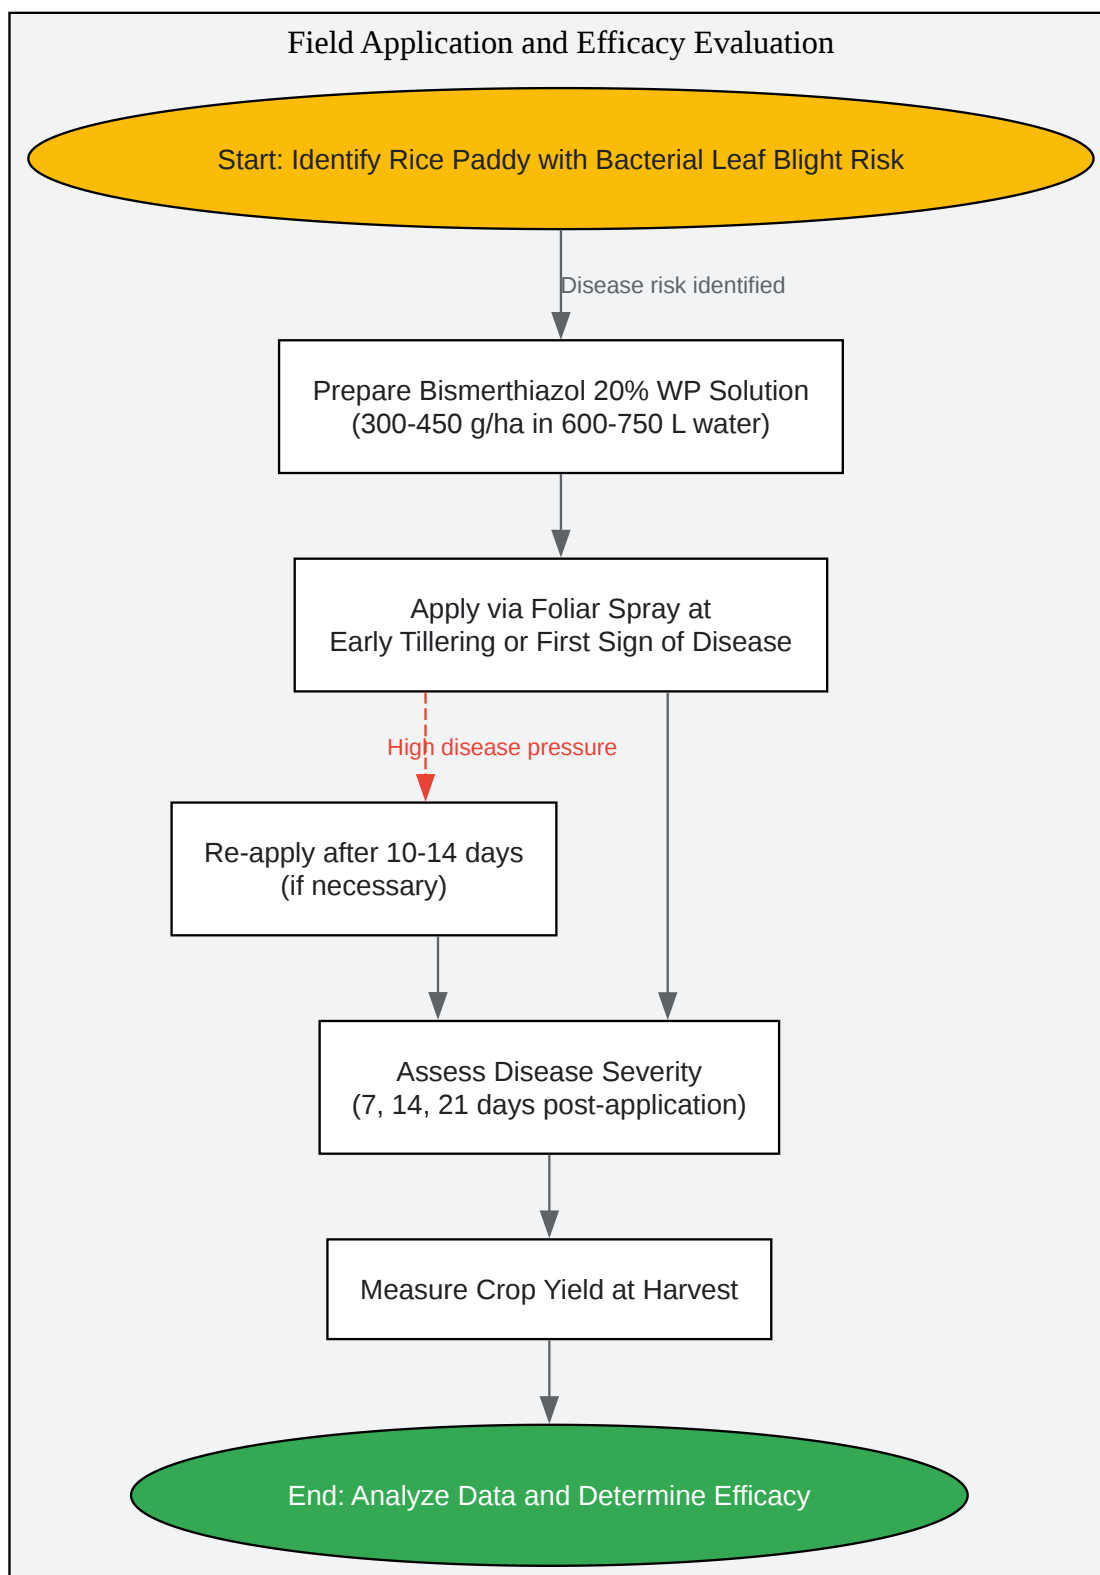 Field Application and Efficacy Evaluation
Start: Identify Rice Paddy with Bacterial Leaf Blight Risk
Disease risk identified
Prepare Bismerthiazol 20% WP Solution
(300-450 g/ha in 600-750 L water)
Apply via Foliar Spray at
Early Tillering or First Sign of Disease
High disease pressure
Re-apply after 10-14 days
(if necessary)
Assess Disease Severity
(7, 14, 21 days post-application)
Measure Crop Yield at Harvest
End: Analyze Data and Determine Efficacy